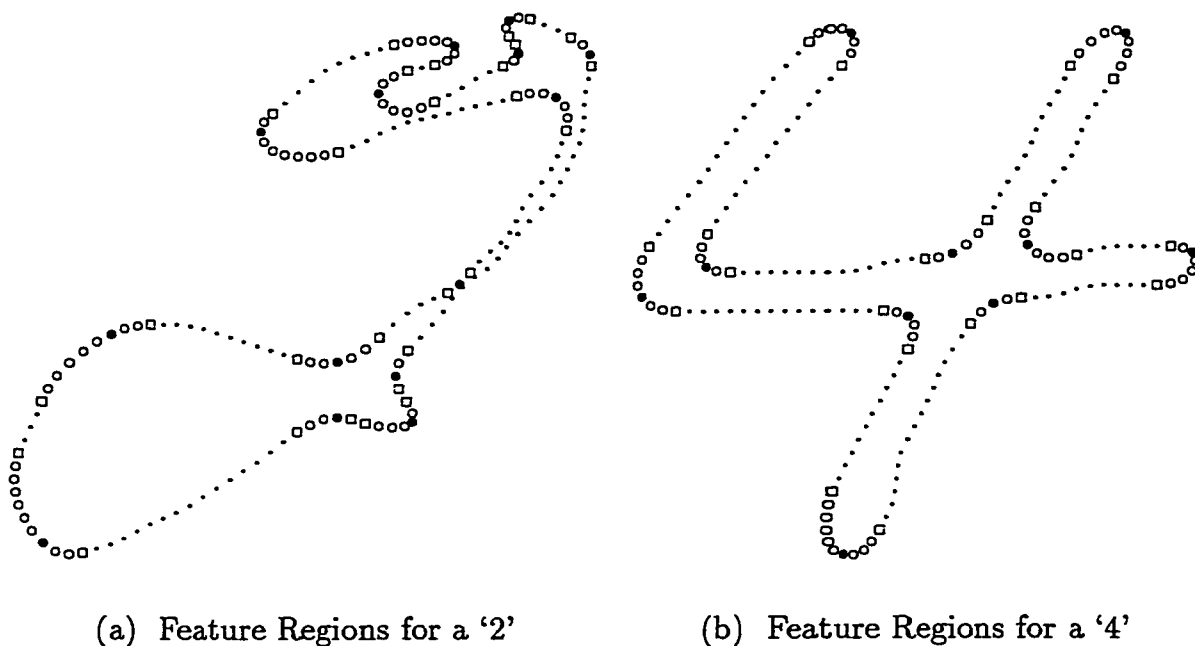 (a) Feature Regions for a ‘2’
(b) Feature Regions for a ‘4’